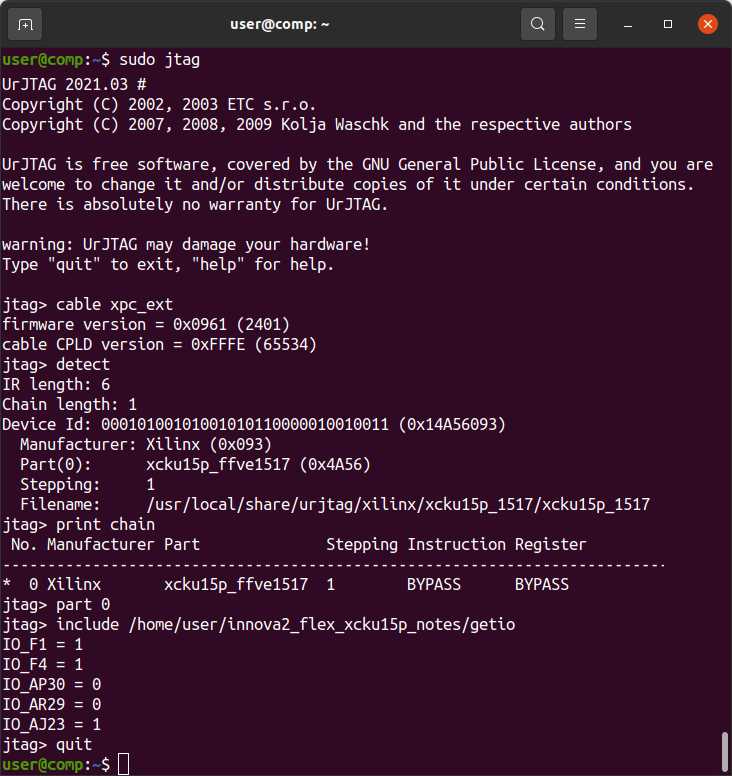 user@comp: ~
user@comp:~$ sudo jtag
UrJTAG 2021.03 #
Copyright (C) 2002, 2003 ETC s.r.o.
Copyright (C) 2007, 2008, 2009 Kolja Waschk and the respective authors

UrJTAG is free software, covered by the GNU General Public License, and you are
welcome to change it and/or distribute copies of it under certain conditions.
There is absolutely no warranty for UrJTAG.

warning: UrJTAG may damage your hardware!
Type "quit" to exit, "help" for help.

jtag> cable xpc_ext
firmware version = 0x0961 (2401)
cable CPLD version = 0xFFFE (65534)
jtag> detect
IR length: 6
Chain length: 1
Device Id: 00010100101001010110000010010011 (0x14A56093)
  Manufacturer: Xilinx (0x093)
  Part(0):      xcku15p_ffve1517 (0x4A56)
  Stepping:     1
  Filename:     /usr/local/share/urjtag/xilinx/xcku15p_1517/xcku15p_1517
jtag> print chain
 No. Manufacturer Part              Stepping Instruction Register
--------------------------------------------------------------------------
*  0 Xilinx       xcku15p_ffve1517  1        BYPASS      BYPASS
jtag> part 0
jtag> include /home/user/innova2_flex_xcku15p_notes/getio
IO_F1 = 1
IO_F4 = 1
IO_AP30 = 0
IO_AR29 = 0
IO_AJ23 = 1
jtag> quit
user@comp:~$